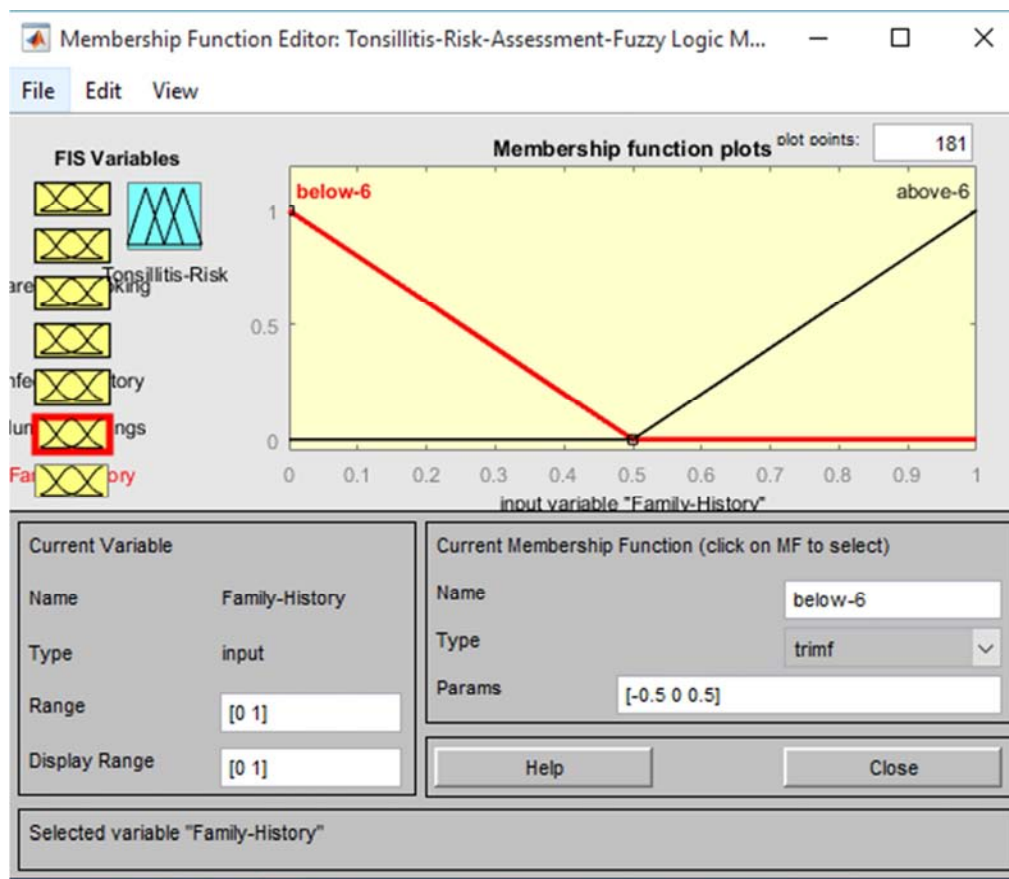 Membership Function Editor: Tonsillitis-Risk-Assessment-Fuzzy Logic M...
File Edit View
FIS Variables
Membership function plots
plot points:
181
Tonsillitis-Risk
below-6
above-6
1
0.5
0
0 0.1 0.2 0.3 0.4 0.5 0.6 0.7 0.8 0.9 1
input variable "Family-History"
Current Variable
Name Family-History
Type input
Range [0 1]
Display Range [0 1]
Current Membership Function (click on MF to select)
Name below-6
Type trimf
Params [-0.5 0 0.5]
Help Close
Selected variable "Family-History"